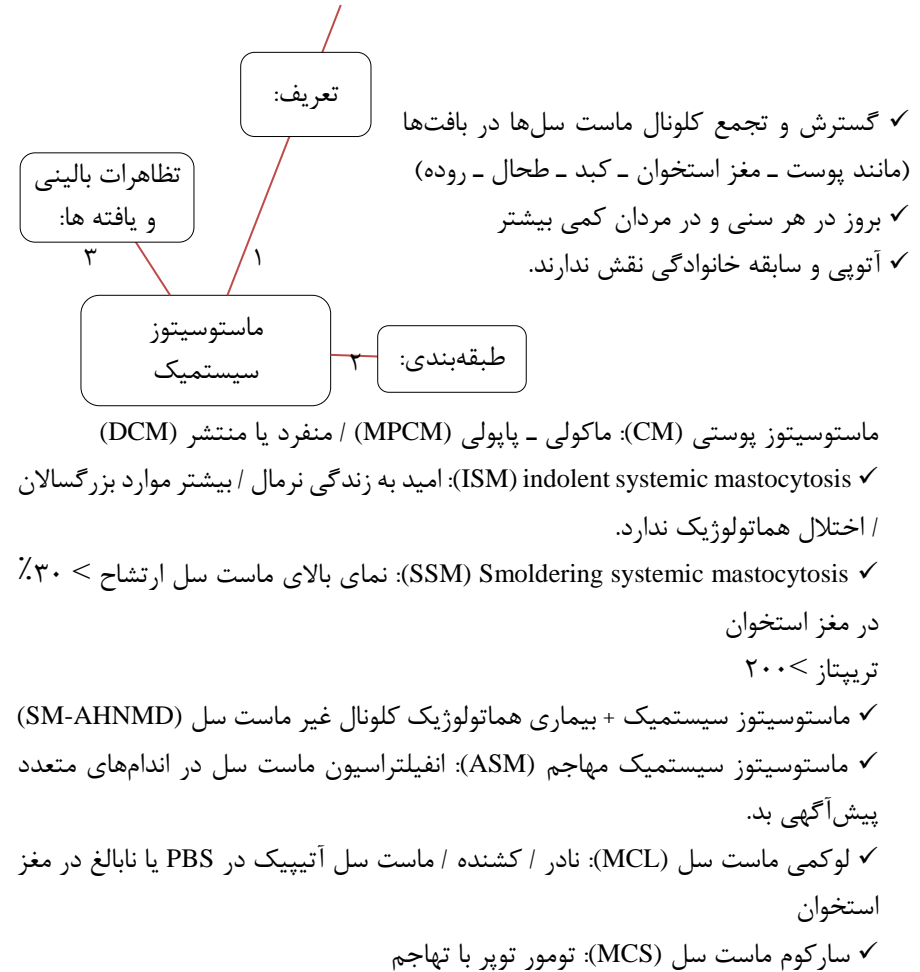 تعریف:
✓ گسترش و تجمع کلونال ماست سل‌ها در بافت‌ها
(مانند پوست ـ مغز استخوان ـ کبد ـ طحال ـ روده)
✓ بروز در هر سنی و در مردان کمی بیشتر
✓ آتوپی و سابقه خانوادگی نقش ندارند.
تظاهرات بالینی
و یافته ها:
۳
۱
ماستوسیتوز
سیستمیک
۲
طبقه‌بندی:
ماستوسیتوز پوستی (CM): ماکولی ـ پاپولی (MPCM) / منفرد یا منتشر (DCM)
✓ indolent systemic mastocytosis (ISM): امید به زندگی نرمال / بیشتر موارد بزرگسالان
/ اختلال هماتولوژیک ندارد.
✓ Smoldering systemic mastocytosis (SSM): نمای بالای ماست سل ارتشاح > ۳۰٪
در مغز استخوان
تریپتاز >۲۰۰
✓ ماستوسیتوز سیستمیک + بیماری هماتولوژیک کلونال غیر ماست سل (SM-AHNMD)
✓ ماستوسیتوز سیستمیک مهاجم (ASM): انفیلتراسیون ماست سل در اندام‌های متعدد
پیش‌آگهی بد.
✓ لوکمی ماست سل (MCL): نادر / کشنده / ماست سل آتیپیک در PBS یا نابالغ در مغز
استخوان
✓ سارکوم ماست سل (MCS): تومور توپر با تهاجم